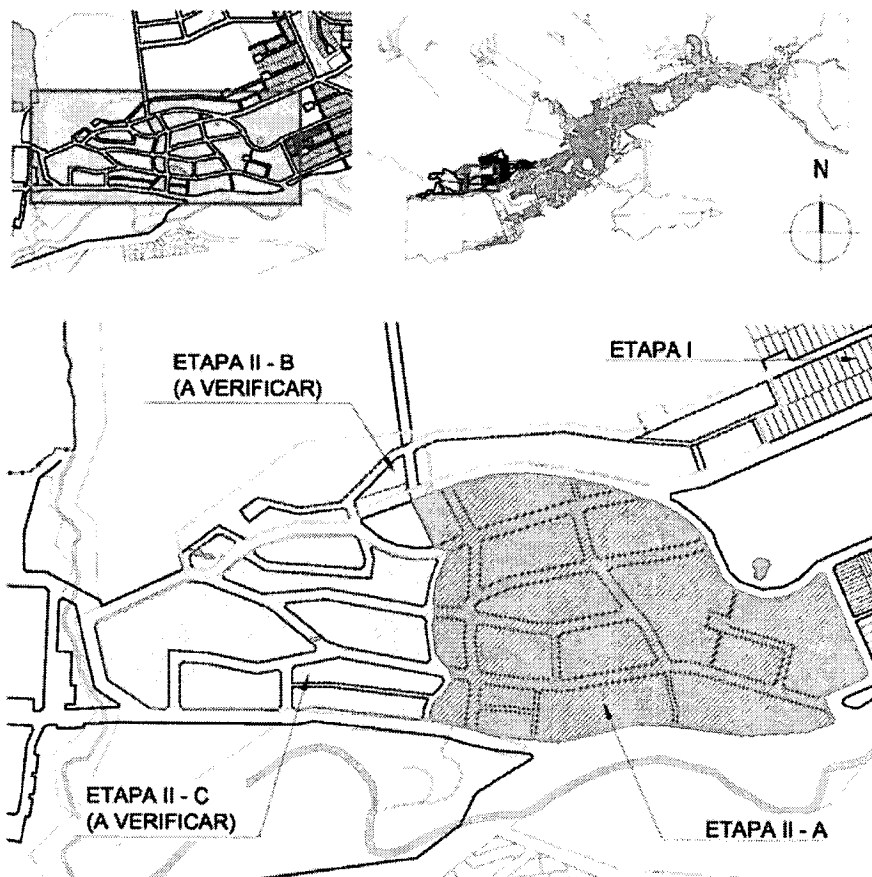 N
ETAPA II - B
(A VERIFICAR)
ETAPA I
ETAPA II - C
(A VERIFICAR)
ETAPA II - A